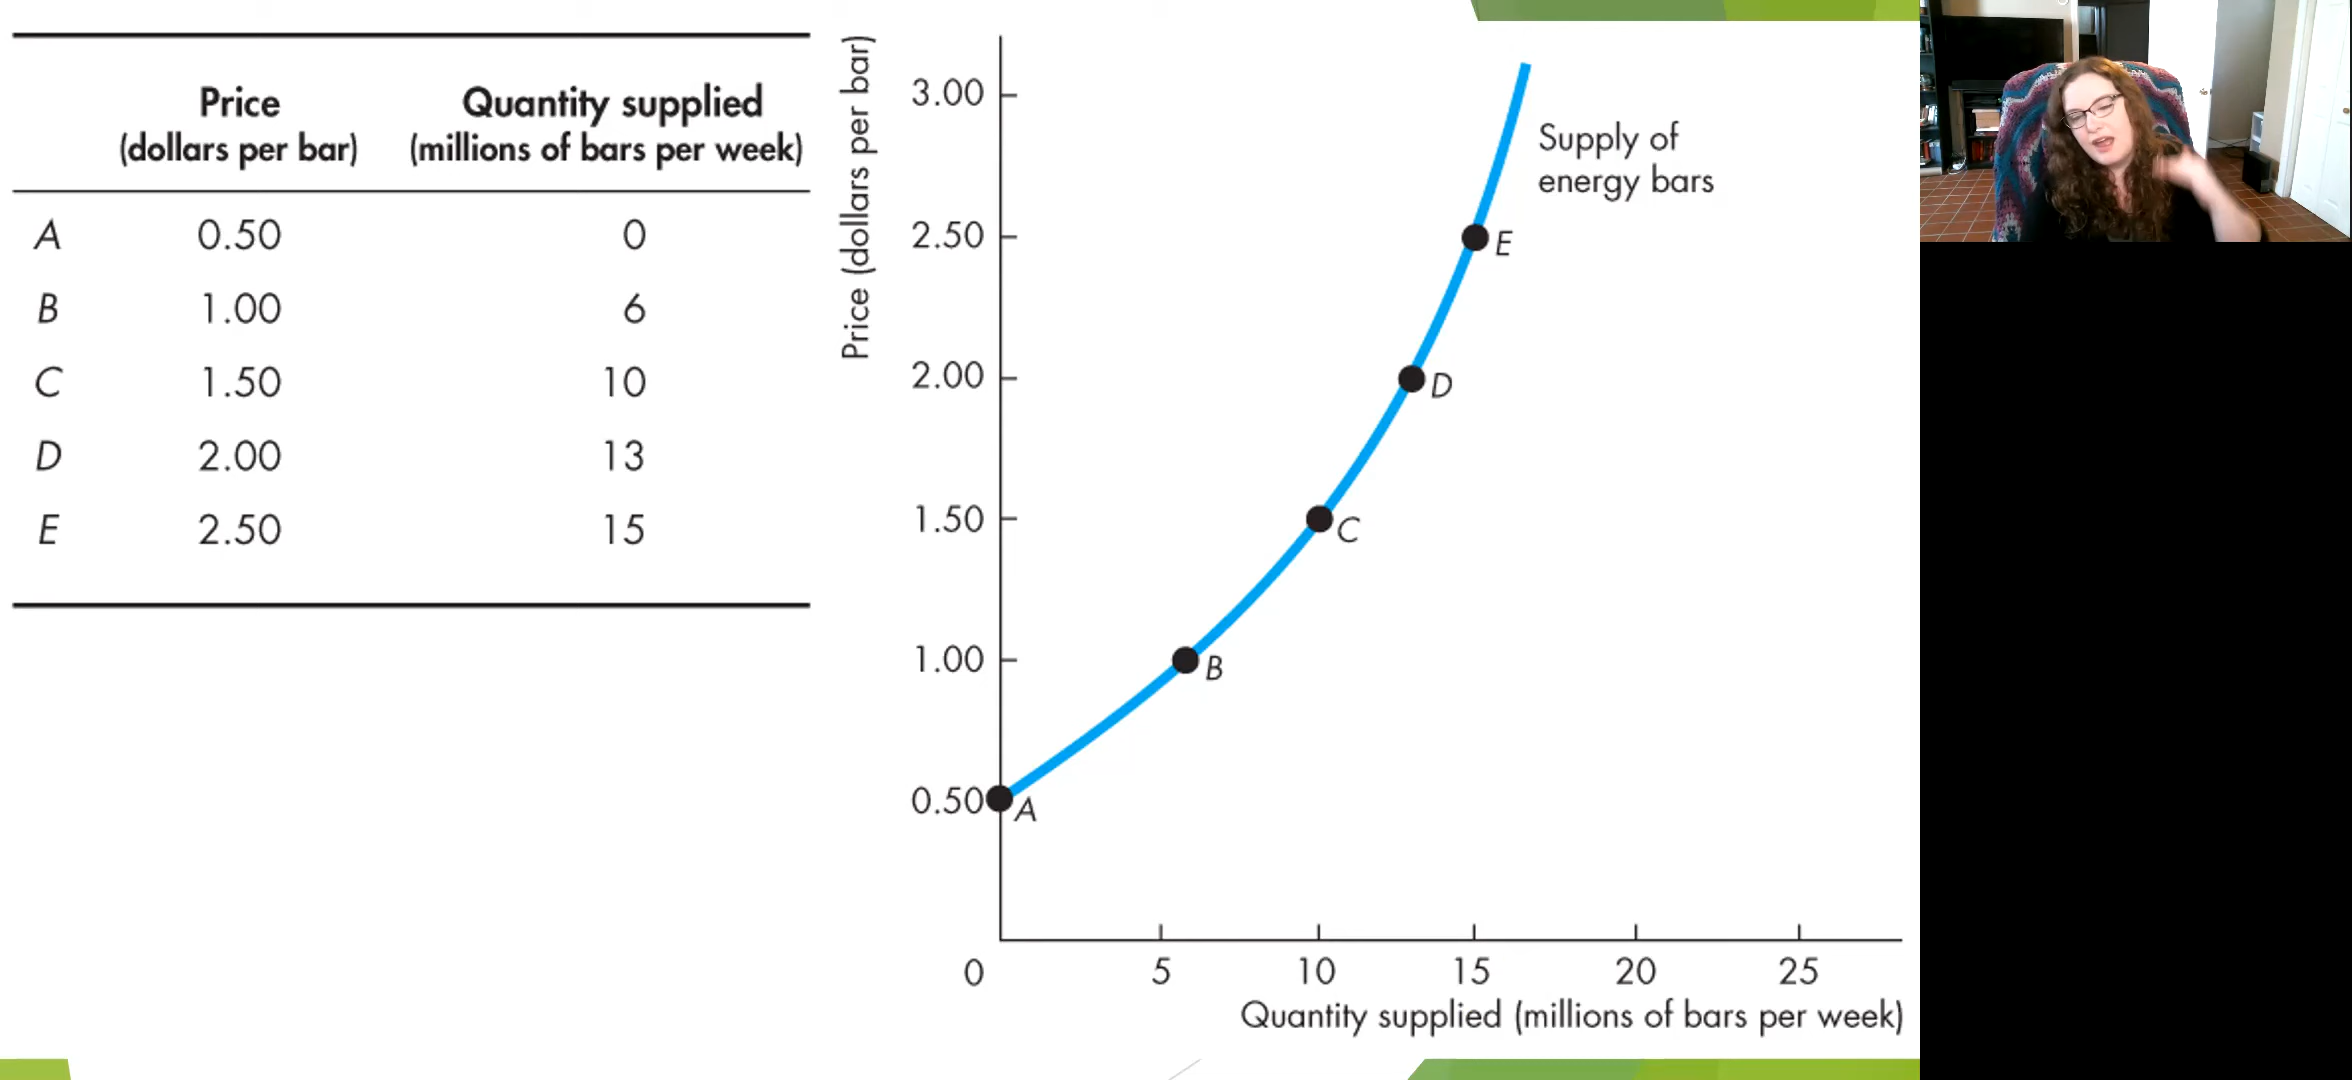 Price
(dollars per bar)
Quantity supplied
(millions of bars per week)
A 0.50 0
B 1.00 6
C 1.50 10
D 2.00 13
E 2.50 15
Price (dollars per bar)
3.00
2.50
2.00
1.50
1.00
0.50
Supply of
energy bars
E
D
C
B
A
0 5 10 15 20 25
Quantity supplied (millions of bars per week)